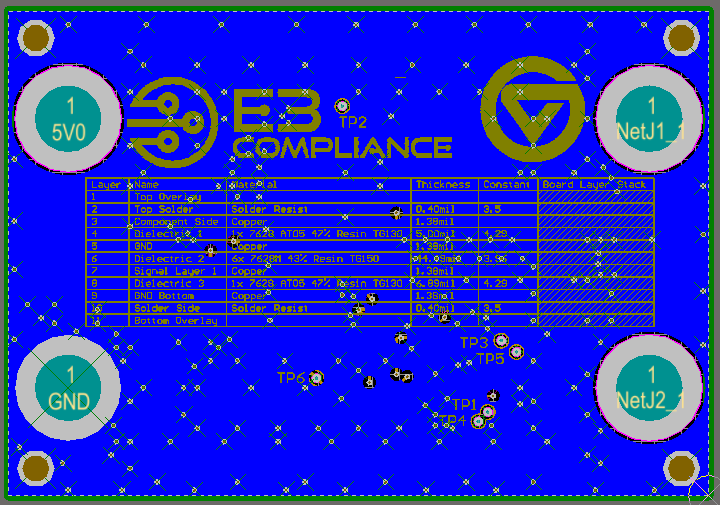 1
5V0
E3
COMPLIANCE
TP2
1
NetJ1_1
Layer Name Material Thickness Constant Board Layer Stack
1 Top Overlay
2 Top Solder Solder Resist 0.40mil 3.5
3 Component Side Copper 1.38mil
4 Dielectric 1 1x 7628 AT05 47% Resin TG130 5.00mil 4.29
5 GND Copper 1.38mil
6 Dielectric 2 6x 7628M 43% Resin TG150
7 Signal Layer 1 Copper 1.38mil
8 Dielectric 3 1x 7628 AT05 47% Resin TG130 6.89mil 4.29
9 GND Bottom Copper 1.38mil
10 Solder Side Solder Resist 0.40mil 3.5
Bottom Overlay
TP3
TP5
TP6
TP1
TP4
1
GND
1
NetJ2_1